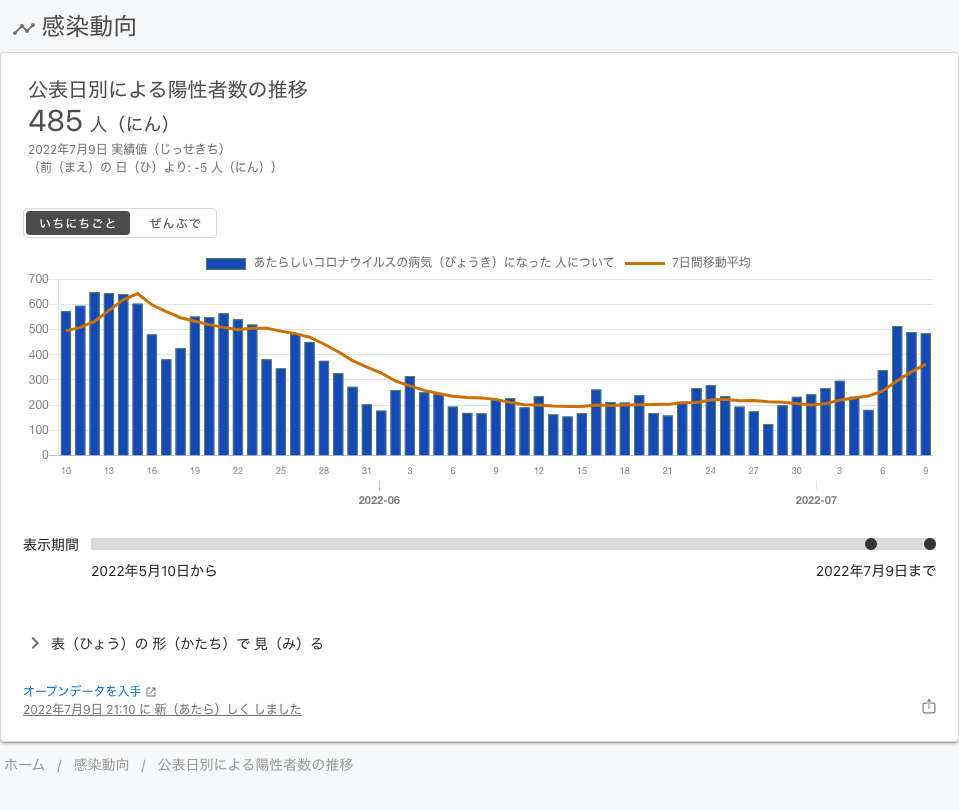 感染動向
公表日別による陽性者数の推移
485 人（にん）
2022年7月9日 実績値（じっせきち）
（前（まえ）の 日（ひ）より: -5 人（にん））
いちにちごと ぜんぶで
あたらしいコロナウイルスの病気（びょうき）になった 人について 7日間移動平均
700
600
500
400
300
200
100
0
10 13 16 19 22 25 28 31 3 6 9 12 15 18 21 24 27 30 3 6 9
2022-06 2022-07
表示期間
2022年5月10日から 2022年7月9日まで
表（ひょう）の 形（かたち）で 見（み）る
オープンデータを入手
2022年7月9日 21:10 に 新（あたら）しく しました
ホーム / 感染動向 / 公表日別による陽性者数の推移